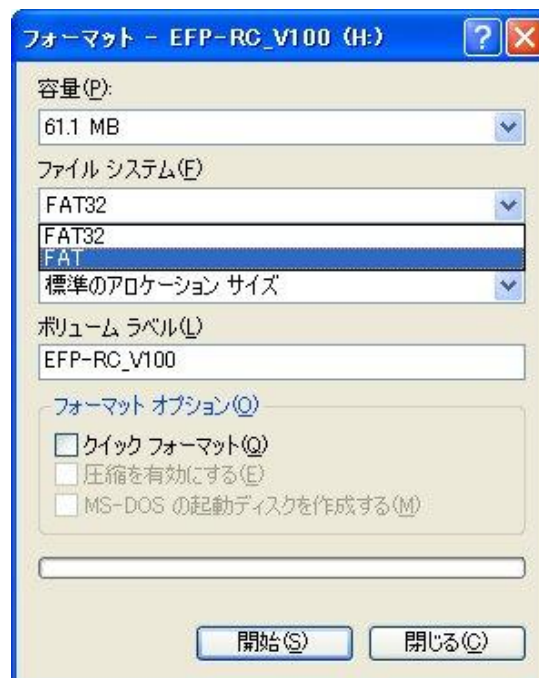 フォーマット - EFP-RC_V100 (H:)
容量(P):
61.1 MB
ファイル システム(F)
FAT32
FAT32
FAT
標準のアロケーション サイズ
ボリューム ラベル(L)
EFP-RC_V100
フォーマット オプション(O)
クイック フォーマット(Q)
圧縮を有効にする(E)
MS-DOS の起動ディスクを作成する(M)
開始(S)
閉じる(C)